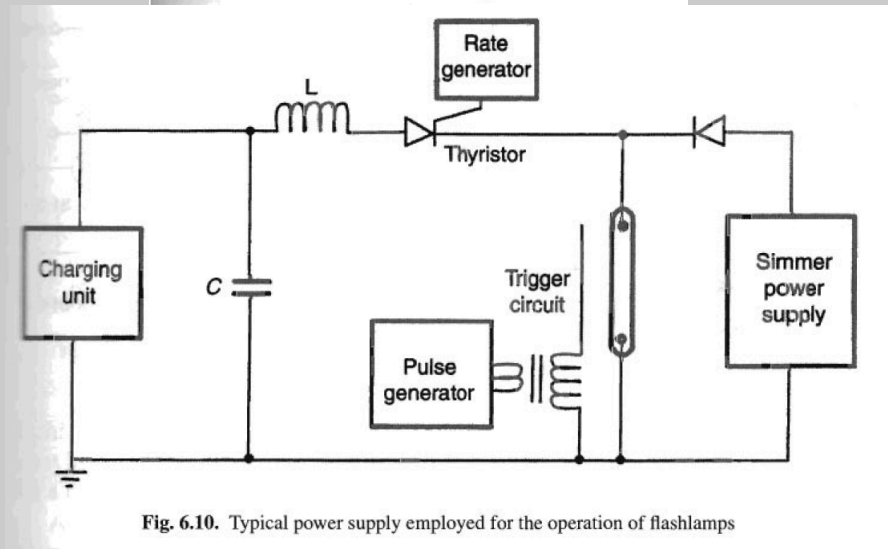 Rate
generator
L
Thyristor
Charging
unit
C
Trigger
circuit
Simmer
power
supply
Pulse
generator
Fig. 6.10. Typical power supply employed for the operation of flashlamps